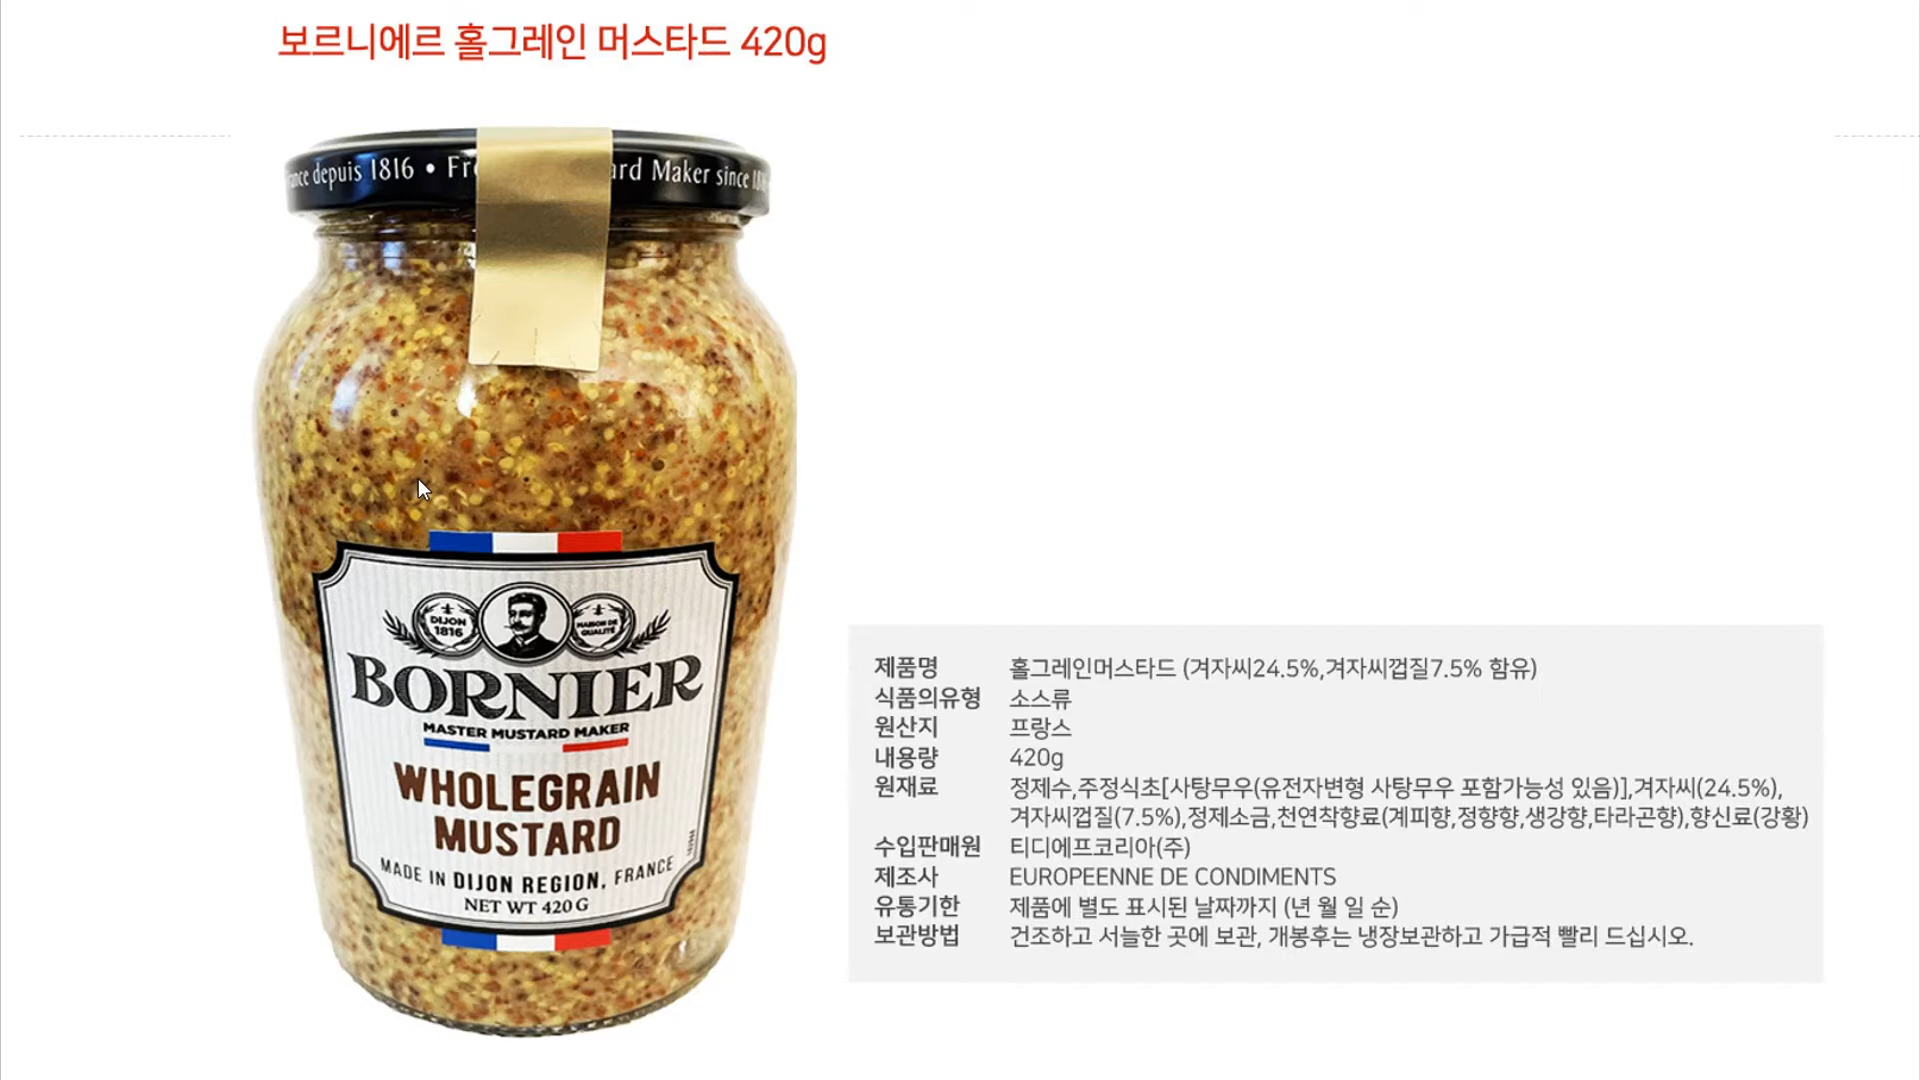 보르니에르 홀그레인 머스타드 420g
ance depuis 1816 • Fr ard Maker since
DIJON 1816
MAISON DE QUALITÉ
BORNIER
MASTER MUSTARD MAKER
WHOLEGRAIN
MUSTARD
MADE IN DIJON REGION, FRANCE
NET WT 420 G
제품명 홀그레인머스타드 (겨자씨24.5%,겨자씨껍질7.5% 함유)
식품의유형 소스류
원산지 프랑스
내용량 420g
원재료 정제수,주정식초[사탕무우(유전자변형 사탕무우 포함가능성 있음)],겨자씨(24.5%),
겨자씨껍질(7.5%),정제소금,천연착향료(계피향,정향향,생강향,타라곤향),향신료(강황)
수입판매원 티디에프코리아(주)
제조사 EUROPEENNE DE CONDIMENTS
유통기한 제품에 별도 표시된 날짜까지 (년 월 일 순)
보관방법 건조하고 서늘한 곳에 보관, 개봉후는 냉장보관하고 가급적 빨리 드십시오.